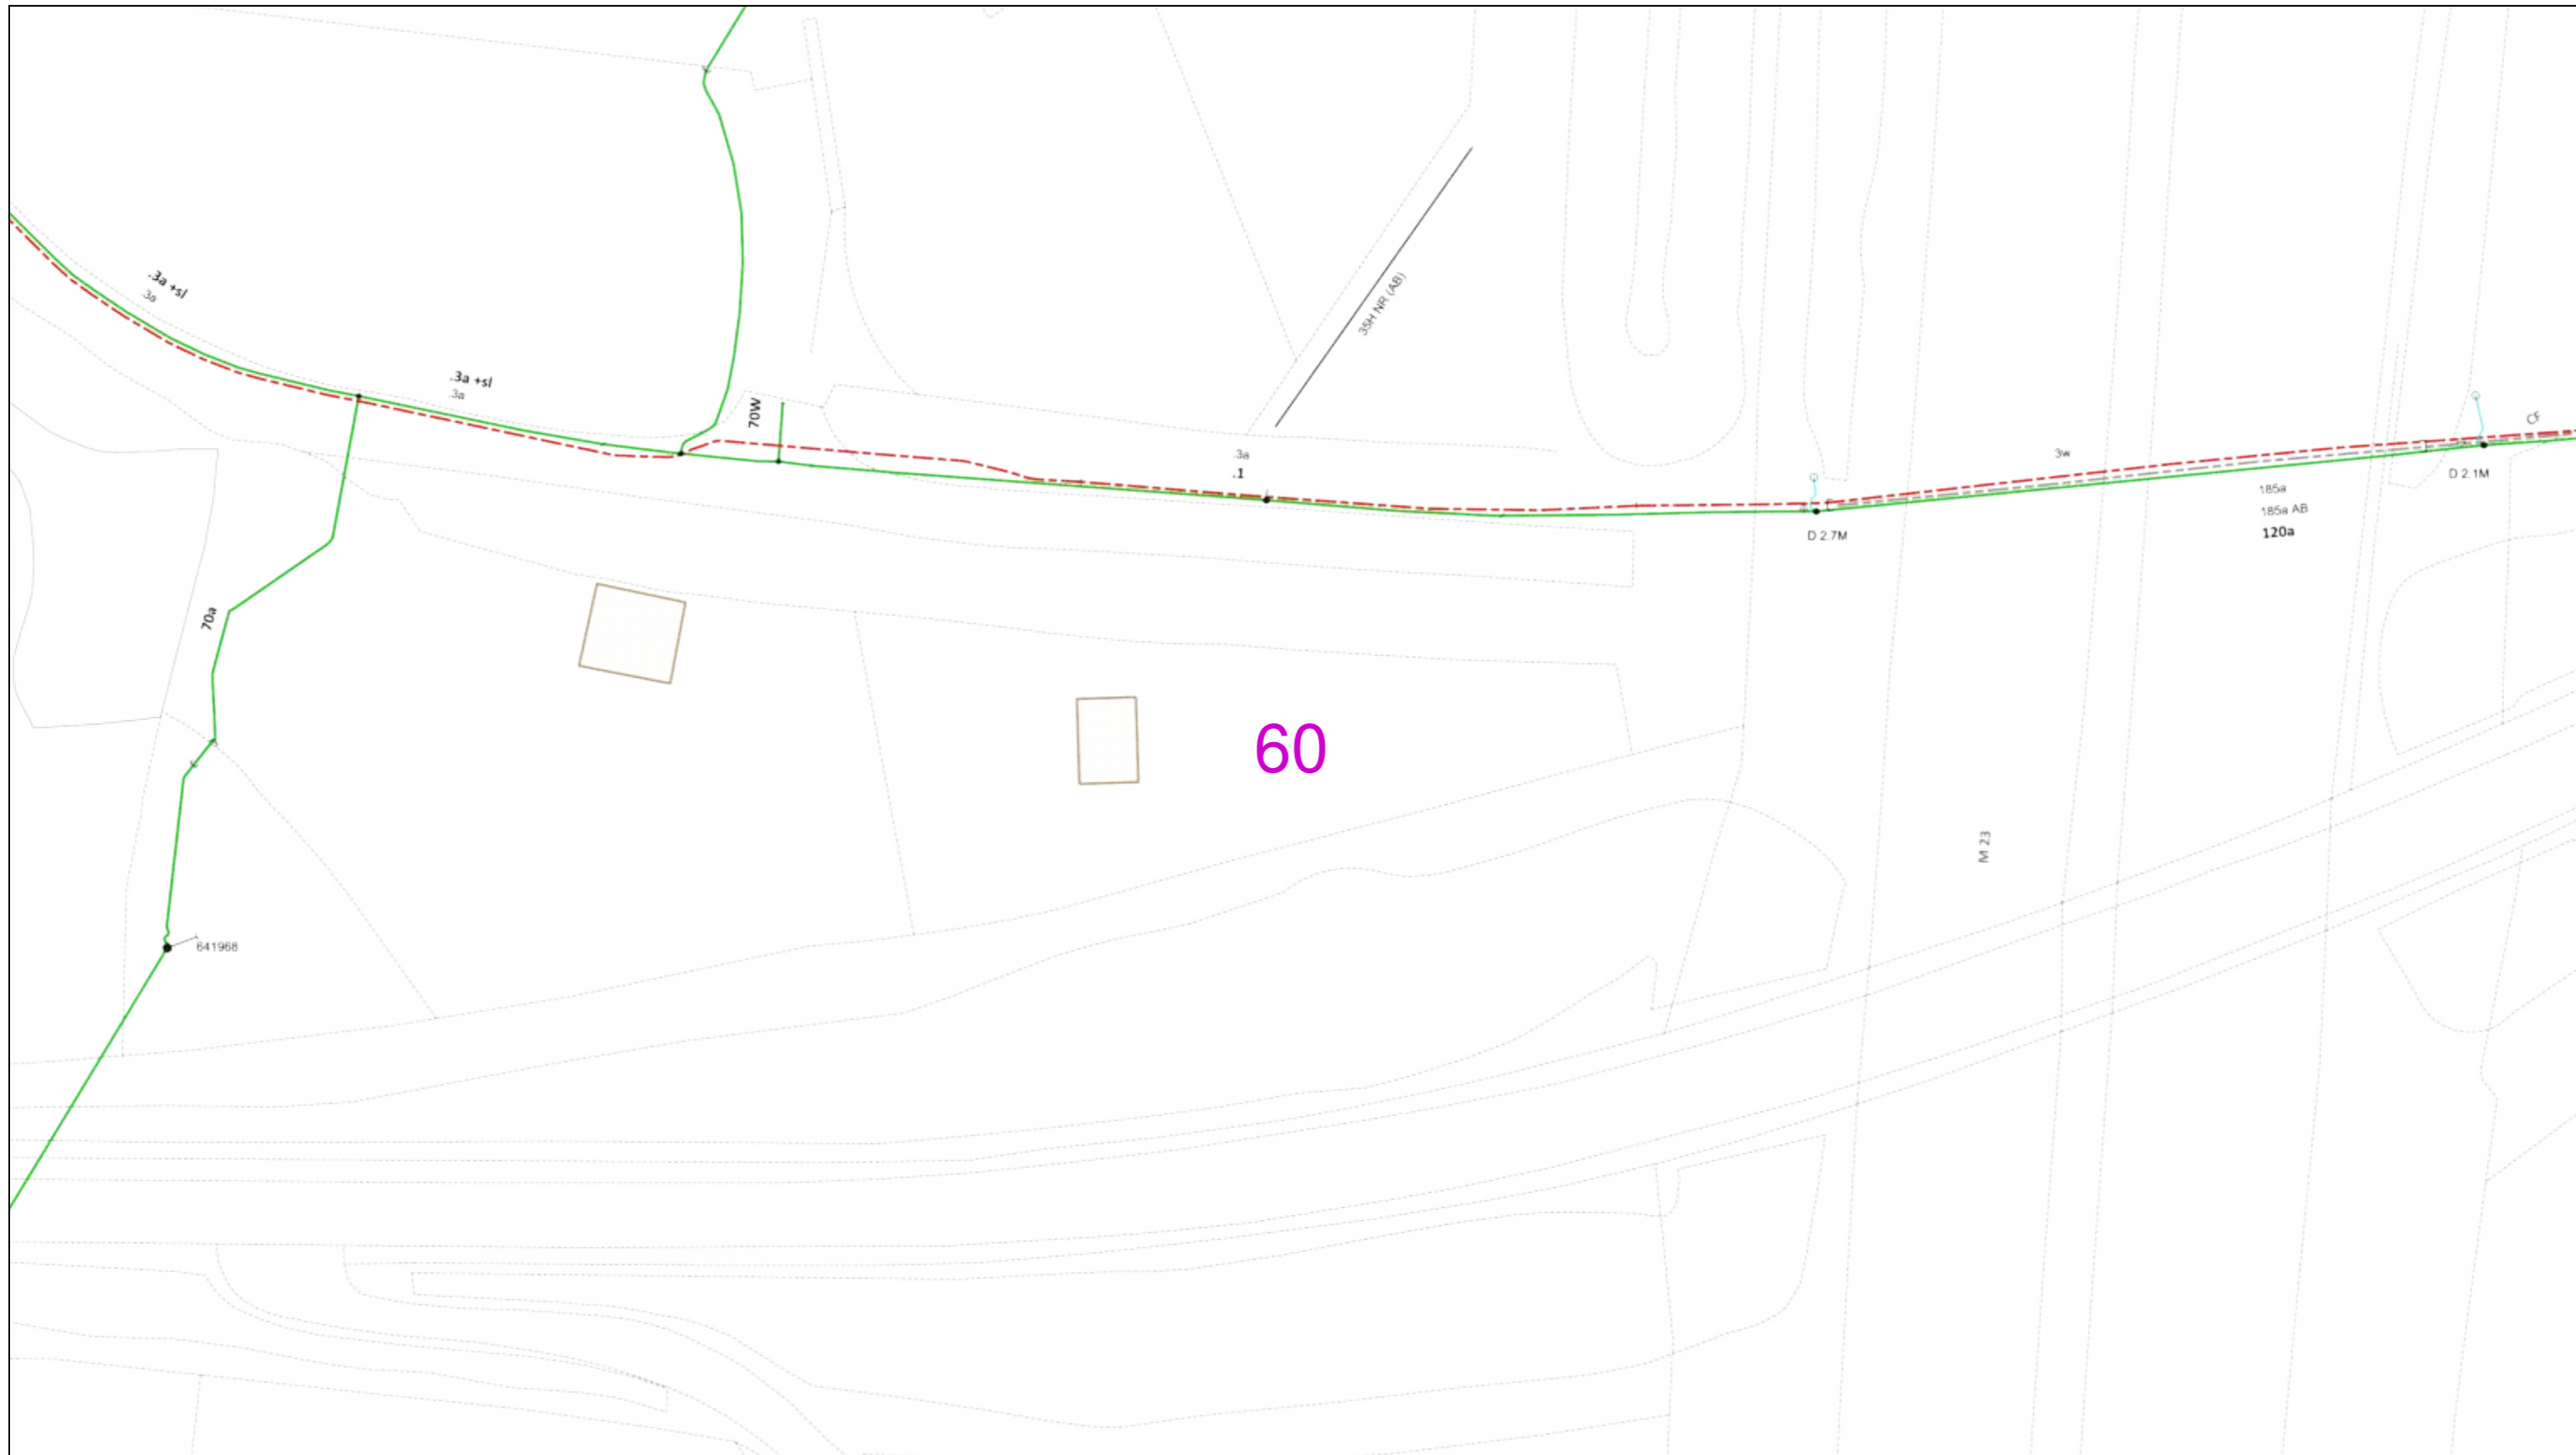 .3a +sl
3a
.3a +sl
3a
70W
35H NR (AB)
.3a
.1
3w
CF
D 2.1M
185a
185a AB
120a
D 2.7M
70a
60
M 23
641968